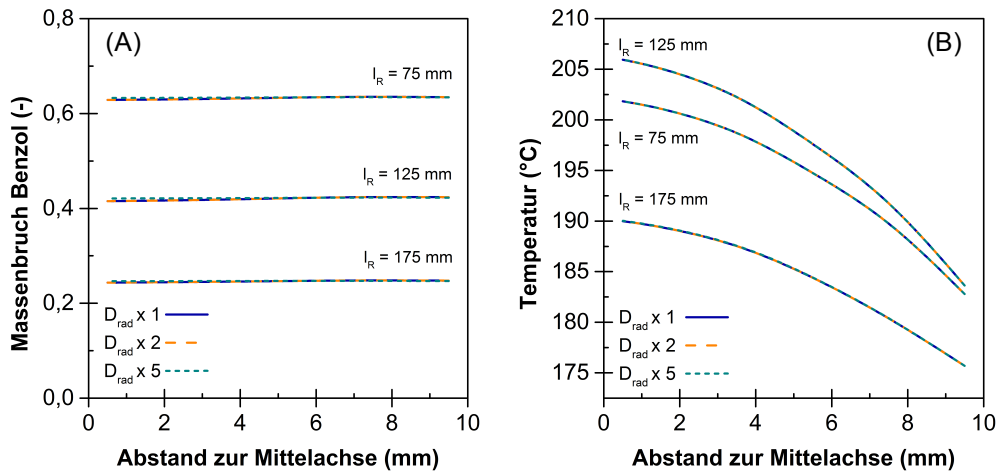 (A)
Massenbruch Benzol (-)
0,8
0,6
0,4
0,2
0,0
l_R = 75 mm
l_R = 125 mm
l_R = 175 mm
D_rad x 1
D_rad x 2
D_rad x 5
0 2 4 6 8 10
Abstand zur Mittelachse (mm)
(B)
Temperatur (°C)
210
205
200
195
190
185
180
175
l_R = 125 mm
l_R = 75 mm
l_R = 175 mm
D_rad x 1
D_rad x 2
D_rad x 5
0 2 4 6 8 10
Abstand zur Mittelachse (mm)